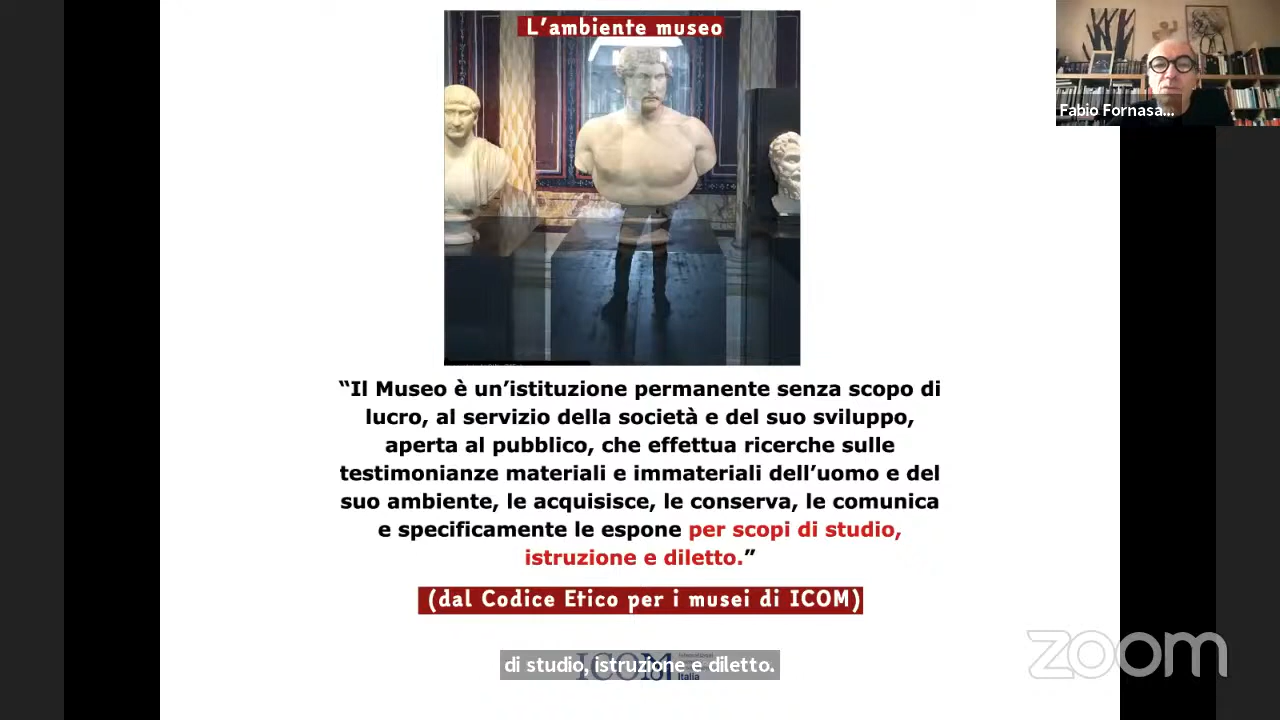 L'ambiente museo
Fabio Fornasa...
“Il Museo è un’istituzione permanente senza scopo di
lucro, al servizio della società e del suo sviluppo,
aperta al pubblico, che effettua ricerche sulle
testimonianze materiali e immateriali dell’uomo e del
suo ambiente, le acquisisce, le conserva, le comunica
e specificamente le espone per scopi di studio,
istruzione e diletto.”
(dal Codice Etico per i musei di ICOM)
ICOM
Italia
di studio, istruzione e diletto.
zoom